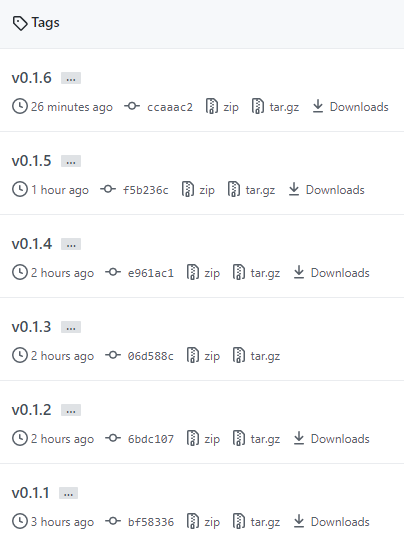 Tags
v0.1.6 ...
26 minutes ago ccaaac2 zip tar.gz Downloads
v0.1.5 ...
1 hour ago f5b236c zip tar.gz Downloads
v0.1.4 ...
2 hours ago e961ac1 zip tar.gz Downloads
v0.1.3 ...
2 hours ago 06d588c zip tar.gz
v0.1.2 ...
2 hours ago 6bdc107 zip tar.gz Downloads
v0.1.1 ...
3 hours ago bf58336 zip tar.gz Downloads